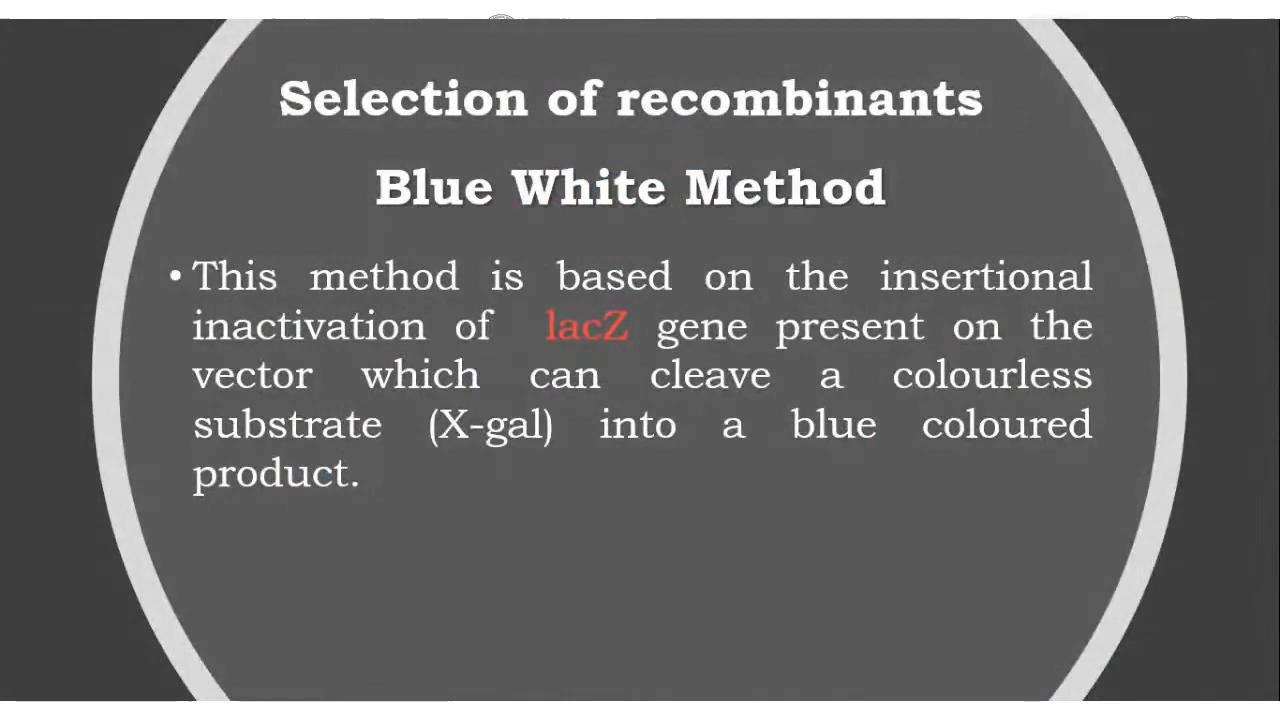 Selection of recombinants
Blue White Method
• This method is based on the insertional
inactivation of lacZ gene present on the
vector which can cleave a colourless
substrate (X-gal) into a blue coloured
product.